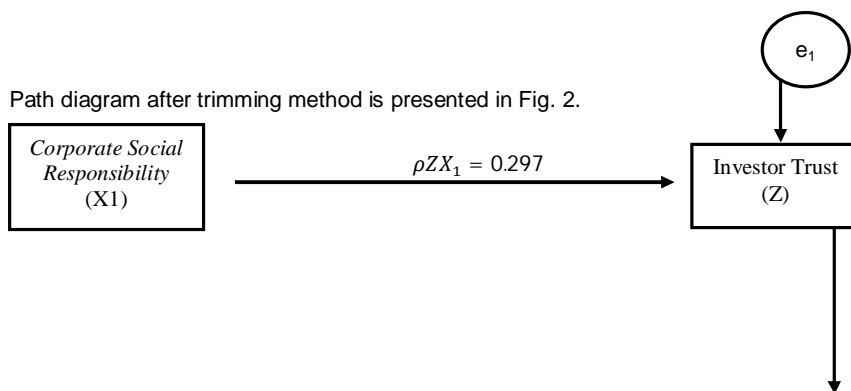 e₁
Path diagram after trimming method is presented in Fig. 2.
Corporate Social
Responsibility
(X1)
𝜌𝑍𝑋₁ = 0.297
Investor Trust
(Z)